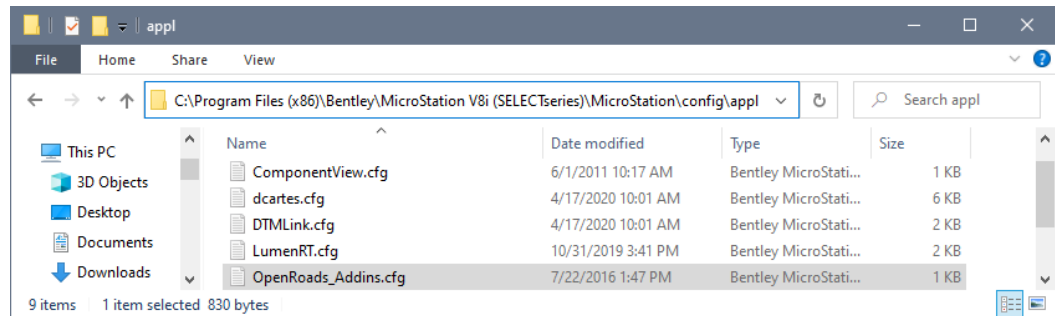 appl
File Home Share View
C:\Program Files (x86)\Bentley\MicroStation V8i (SELECTseries)\MicroStation\config\appl Search appl
Name Date modified Type Size
This PC
3D Objects
Desktop
Documents
Downloads
ComponentView.cfg 6/1/2011 10:17 AM Bentley MicroStati... 1 KB
dcartes.cfg 4/17/2020 10:01 AM Bentley MicroStati... 6 KB
DTMLink.cfg 4/17/2020 10:01 AM Bentley MicroStati... 2 KB
LumenRT.cfg 10/31/2019 3:41 PM Bentley MicroStati... 2 KB
OpenRoads_Addins.cfg 7/22/2016 1:47 PM Bentley MicroStati... 1 KB
9 items 1 item selected 830 bytes